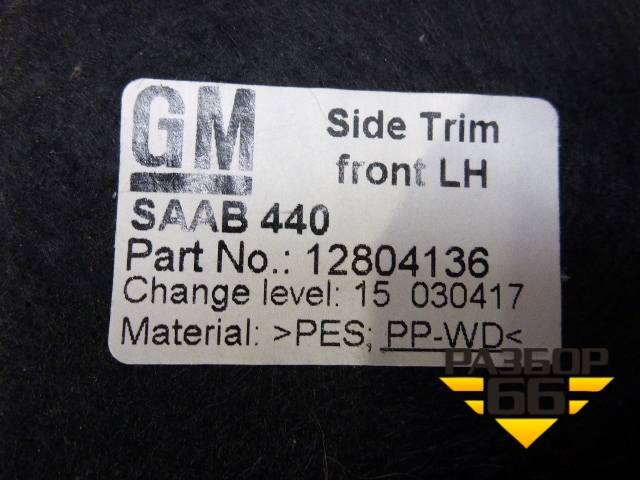 GM
Side Trim
front LH
SAAB 440
Part No.: 12804136
Change level: 15 030417
Material: >PES; PP-WD<
РАЗБОР
66